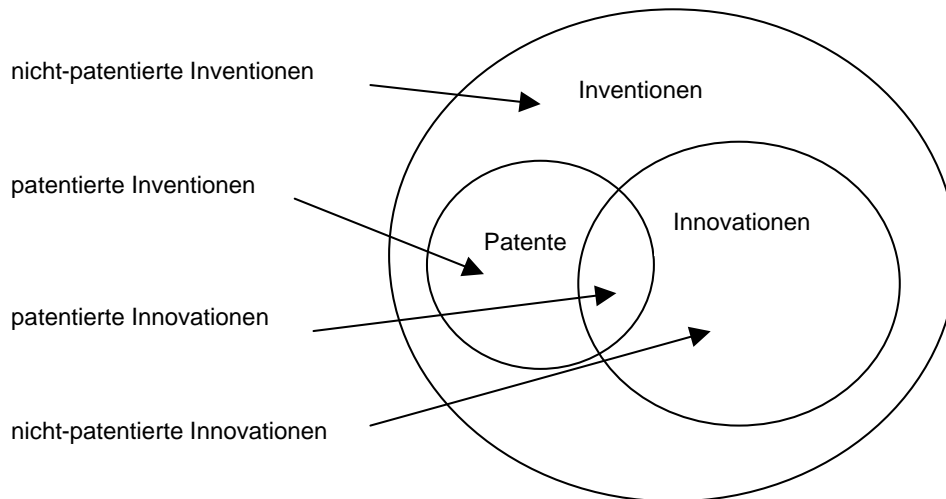 nicht-patentierte Inventionen
Inventionen
patentierte Inventionen
Innovationen
Patente
patentierte Innovationen
nicht-patentierte Innovationen